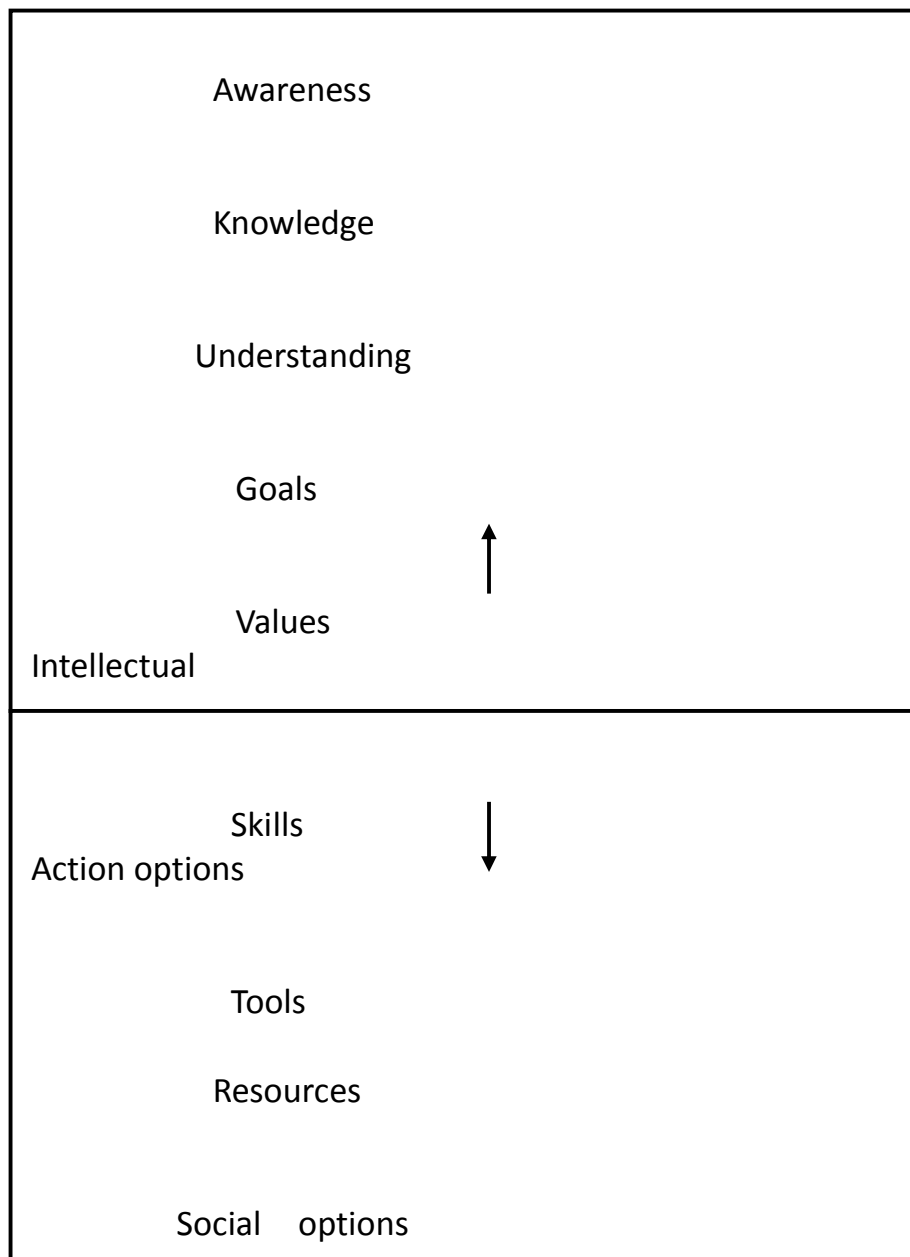 Awareness
Knowledge
Understanding
Goals
Values
Intellectual
Skills
Action options
Tools
Resources
Social options